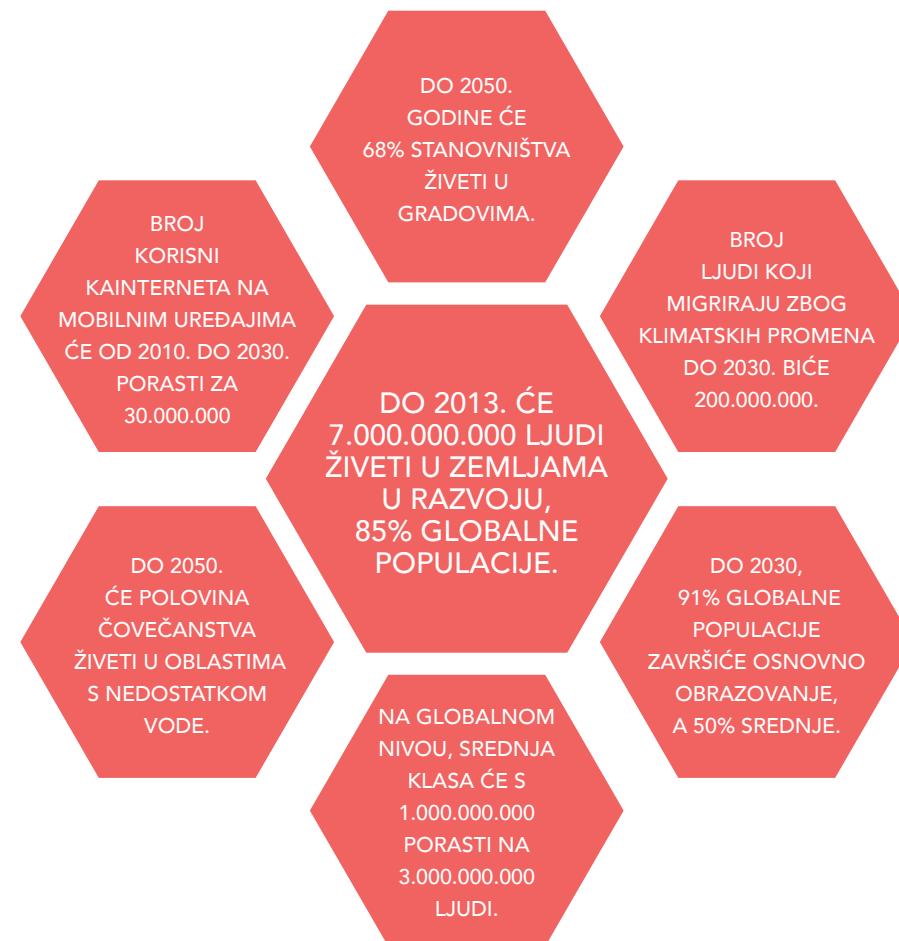 DO 2050.
GODINE ĆE
68% STANOVNIŠTVA
ŽIVETI U
GRADOVIMA.
BROJ
KORISNI
KAINTERNETA NA
MOBILNIM UREĐAJIMA
ĆE OD 2010. DO 2030.
PORASTI ZA
30.000.000
BROJ
LJUDI KOJI
MIGRIRAJU ZBOG
KLIMATSKIH PROMENA
DO 2030. BIĆE
200.000.000.
DO 2013. ĆE
7.000.000.000 LJUDI
ŽIVETI U ZEMLJAMA
U RAZVOJU,
85% GLOBALNE
POPULACIJE.
DO 2050.
ĆE POLOVINA
ČOVEČANSTVA
ŽIVETI U OBLASTIMA
S NEDOSTATKOM
VODE.
DO 2030,
91% GLOBALNE
POPULACIJE
ZAVRŠIĆE OSNOVNO
OBRAZOVANJE,
A 50% SREDNJE.
NA GLOBALNOM
NIVOU, SREDNJA
KLASA ĆE S
1.000.000.000
PORASTI NA
3.000.000.000
LJUDI.